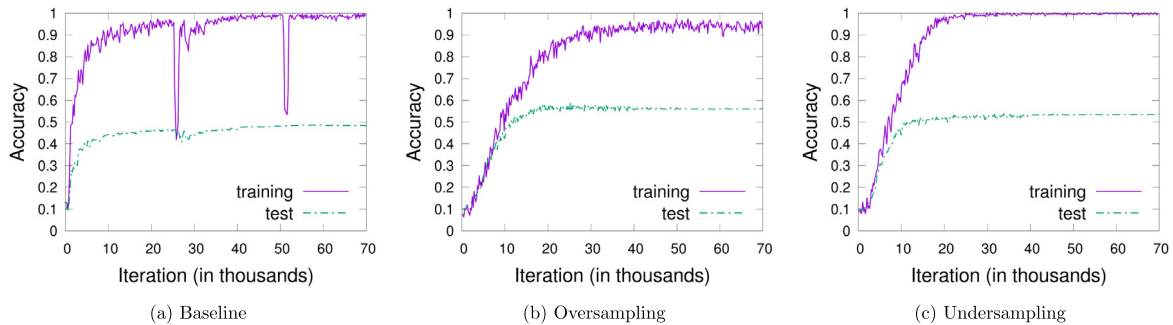 1
0.9
0.8
0.7
0.6
0.5
0.4
0.3
0.2
0.1
Accuracy
training
test
0 10 20 30 40 50 60 70
Iteration (in thousands)
(a) Baseline
1
0.9
0.8
0.7
0.6
0.5
0.4
0.3
0.2
0.1
Accuracy
training
test
0 10 20 30 40 50 60 70
Iteration (in thousands)
(b) Oversampling
1
0.9
0.8
0.7
0.6
0.5
0.4
0.3
0.2
0.1
Accuracy
training
test
0 10 20 30 40 50 60 70
Iteration (in thousands)
(c) Undersampling